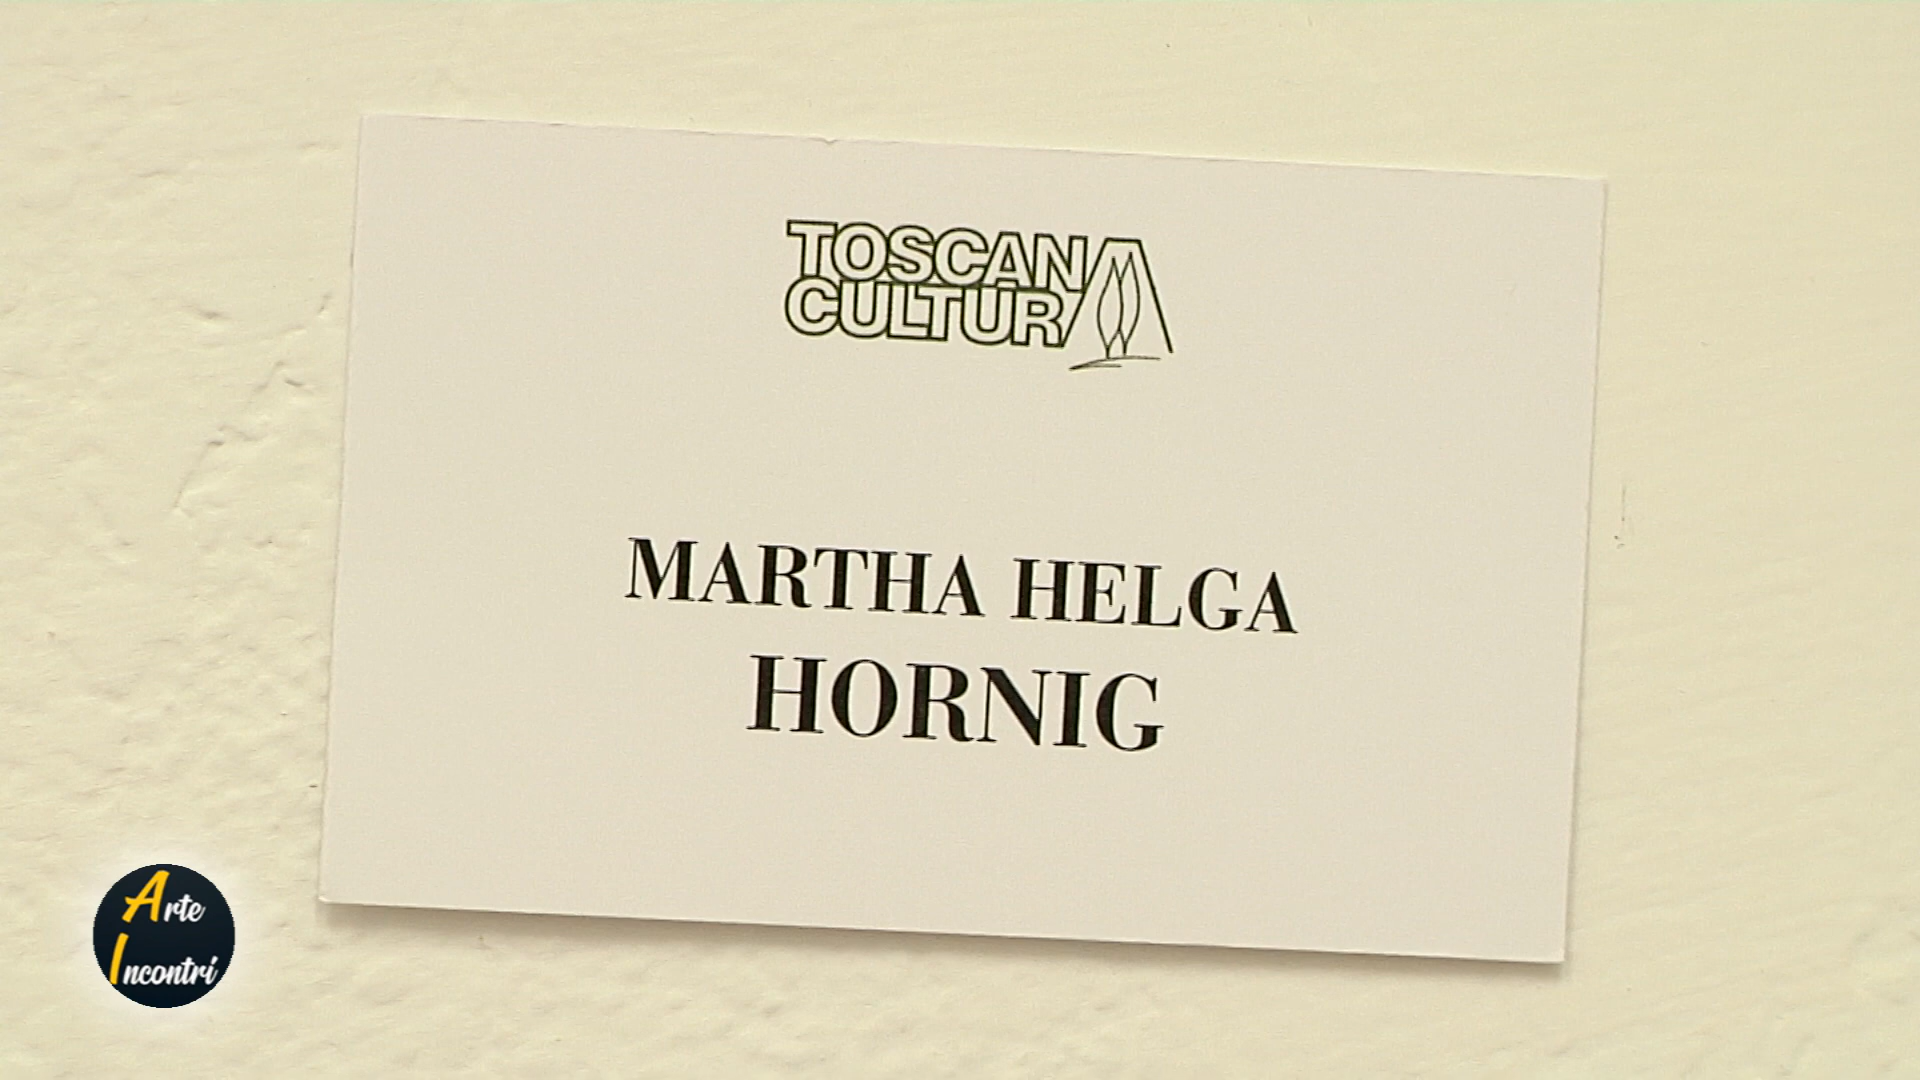 TOSCANA
CULTURA
MARTHA HELGA
HORNIG
Arte
Incontri